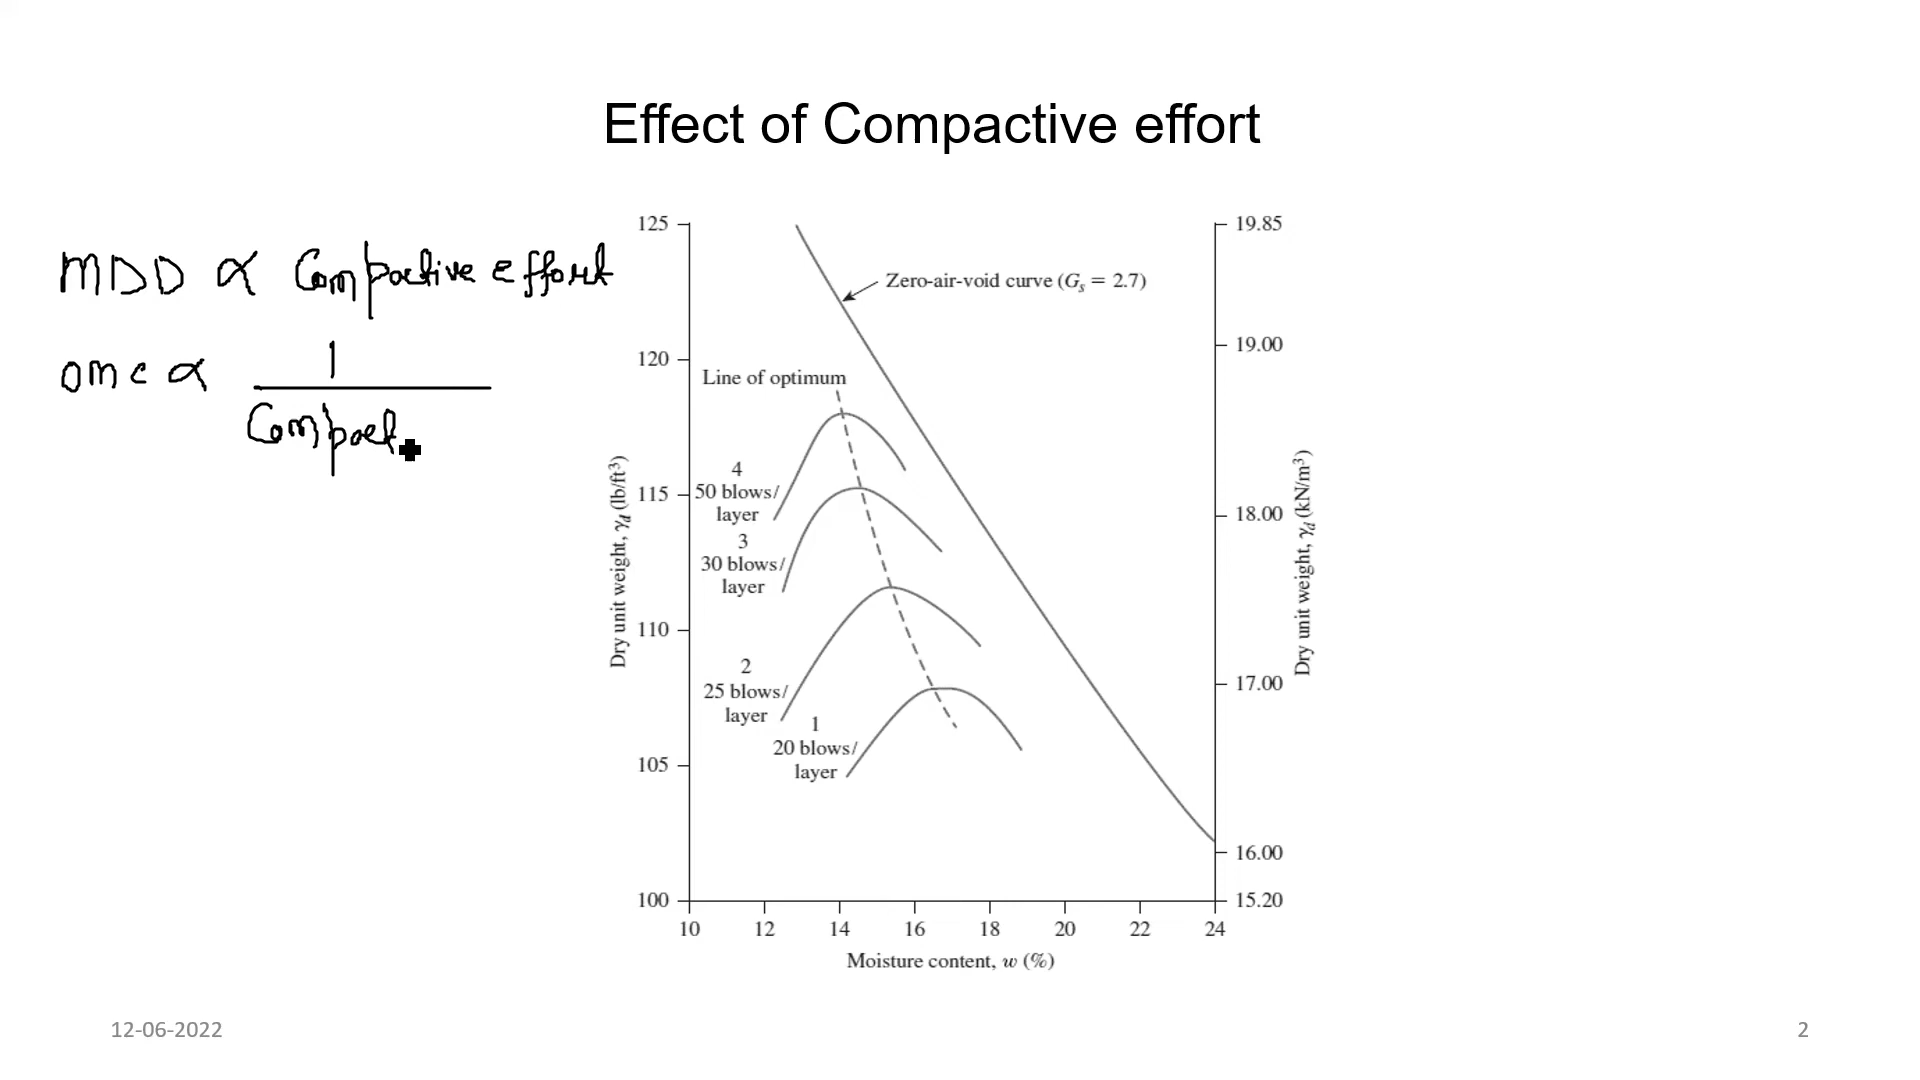 Effect of Compactive effort
MDD ∝ Compactive effort
OMC ∝ 1
Compact
125
120
115
110
105
100
Dry unit weight, γd (lb/ft³)
Zero-air-void curve (Gs = 2.7)
Line of optimum
4
50 blows/
layer
3
30 blows/
layer
2
25 blows/
layer
1
20 blows/
layer
19.85
19.00
18.00
17.00
16.00
15.20
Dry unit weight, γd (kN/m³)
10 12 14 16 18 20 22 24
Moisture content, w (%)
12-06-2022
2